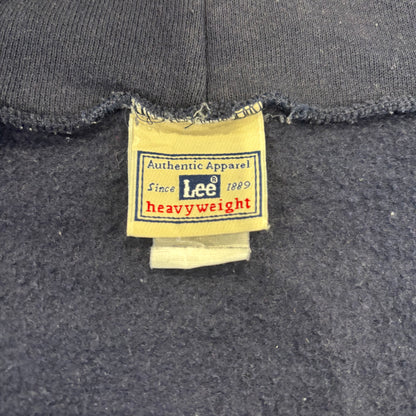 Authentic Apparel
Since Lee® 1889
heavyweight